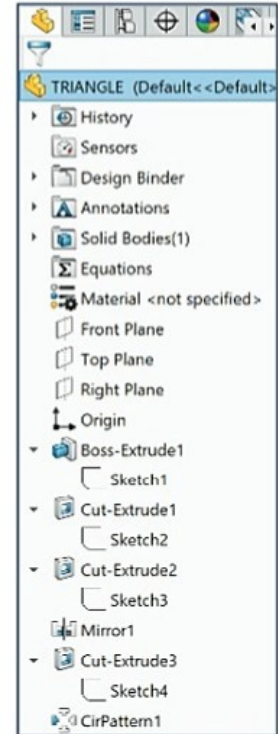 TRIANGLE (Default<<Default>
History
Sensors
Design Binder
Annotations
Solid Bodies(1)
Equations
Material <not specified>
Front Plane
Top Plane
Right Plane
Origin
Boss-Extrude1
Sketch1
Cut-Extrude1
Sketch2
Cut-Extrude2
Sketch3
Mirror1
Cut-Extrude3
Sketch4
CirPattern1